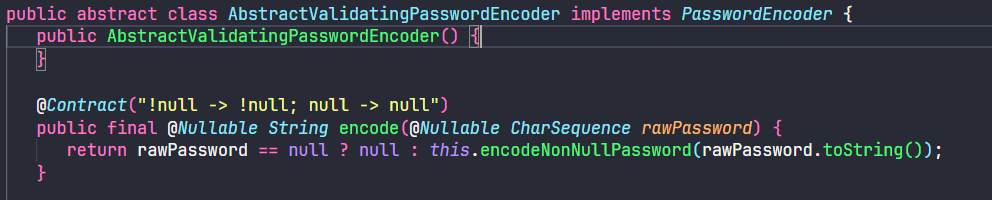 public abstract class AbstractValidatingPasswordEncoder implements PasswordEncoder {
public AbstractValidatingPasswordEncoder() {
}
@Contract("!null -> !null; null -> null")
public final @Nullable String encode(@Nullable CharSequence rawPassword) {
return rawPassword == null ? null : this.encodeNonNullPassword(rawPassword.toString());
}